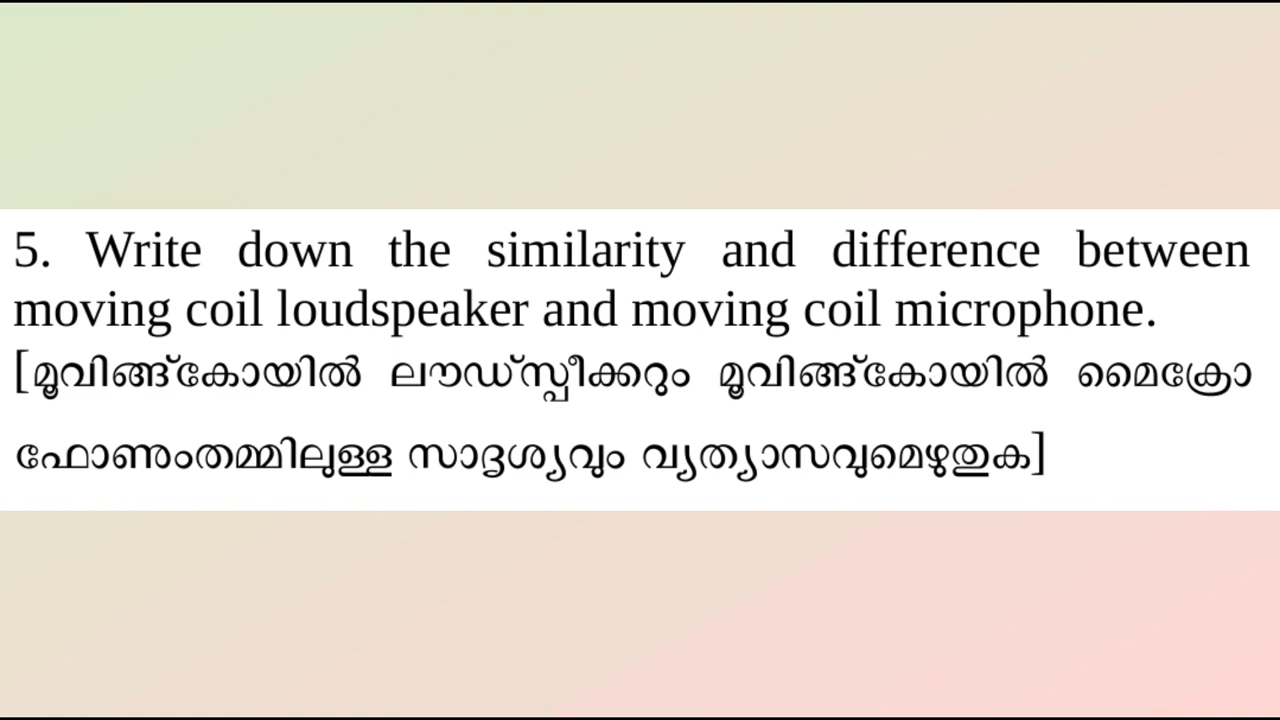 5. Write down the similarity and difference between
moving coil loudspeaker and moving coil microphone.
[മൂവിങ്ങ്കോയിൽ ലൗഡ്സ്പീക്കറും മൂവിങ്ങ്കോയിൽ മൈക്രോ
ഫോണുംതമ്മിലുള്ള സാദൃശ്യവും വ്യത്യാസവുമെഴുതുക]